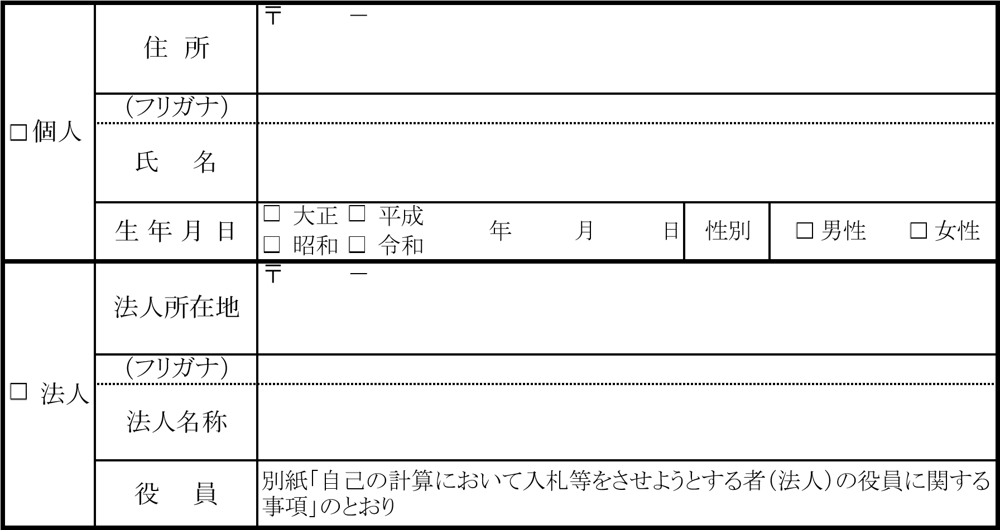 〒 －
住 所
(フリガナ)
□個人
氏 名
生 年 月 日
□ 大正 □ 平成
□ 昭和 □ 令和
年 月 日
性別
□ 男性 □ 女性
〒 －
法人所在地
(フリガナ)
□ 法人
法人名称
役 員
別紙「自己の計算において入札等をさせようとする者(法人)の役員に関する
事項」のとおり